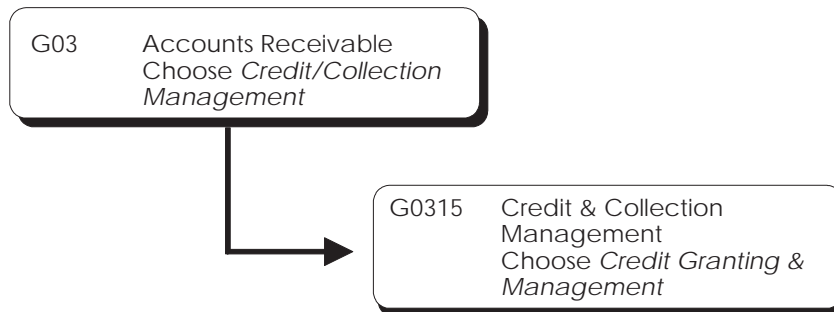 G03 Accounts Receivable
Choose Credit/Collection
Management
G0315 Credit & Collection
Management
Choose Credit Granting &
Management